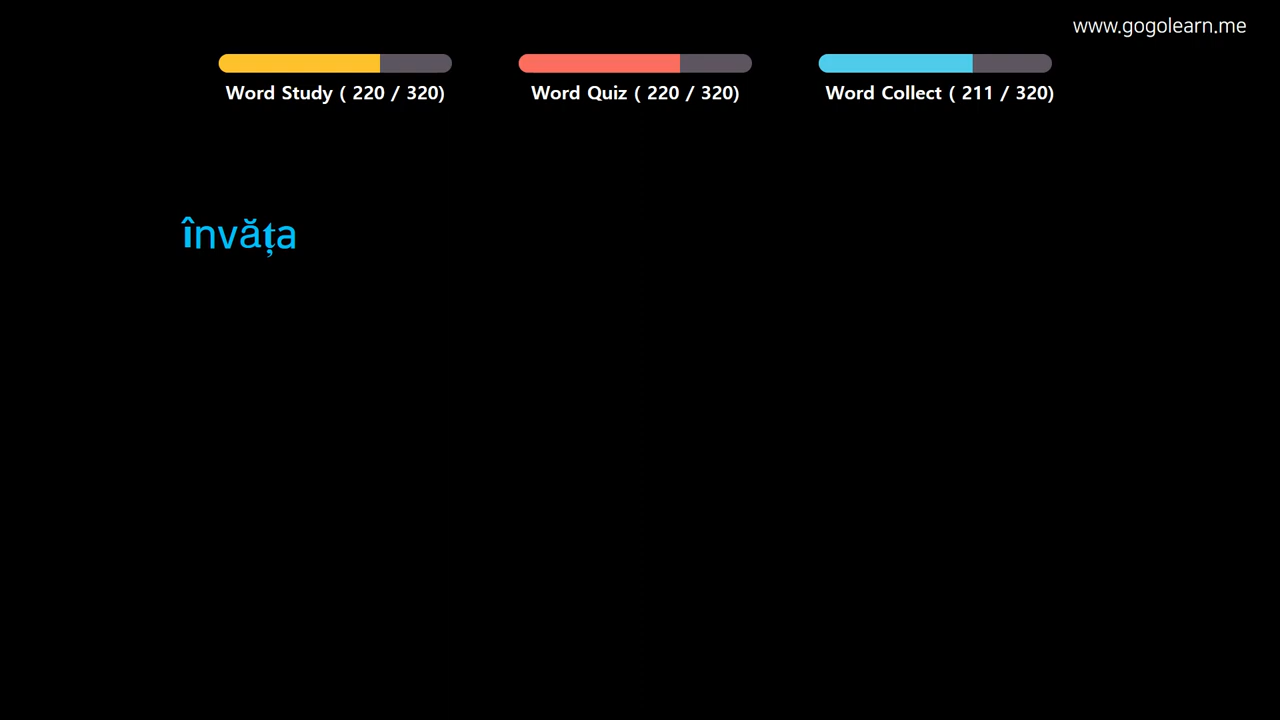 www.gogolearn.me
Word Study ( 220 / 320)
Word Quiz ( 220 / 320)
Word Collect ( 211 / 320)
învăța